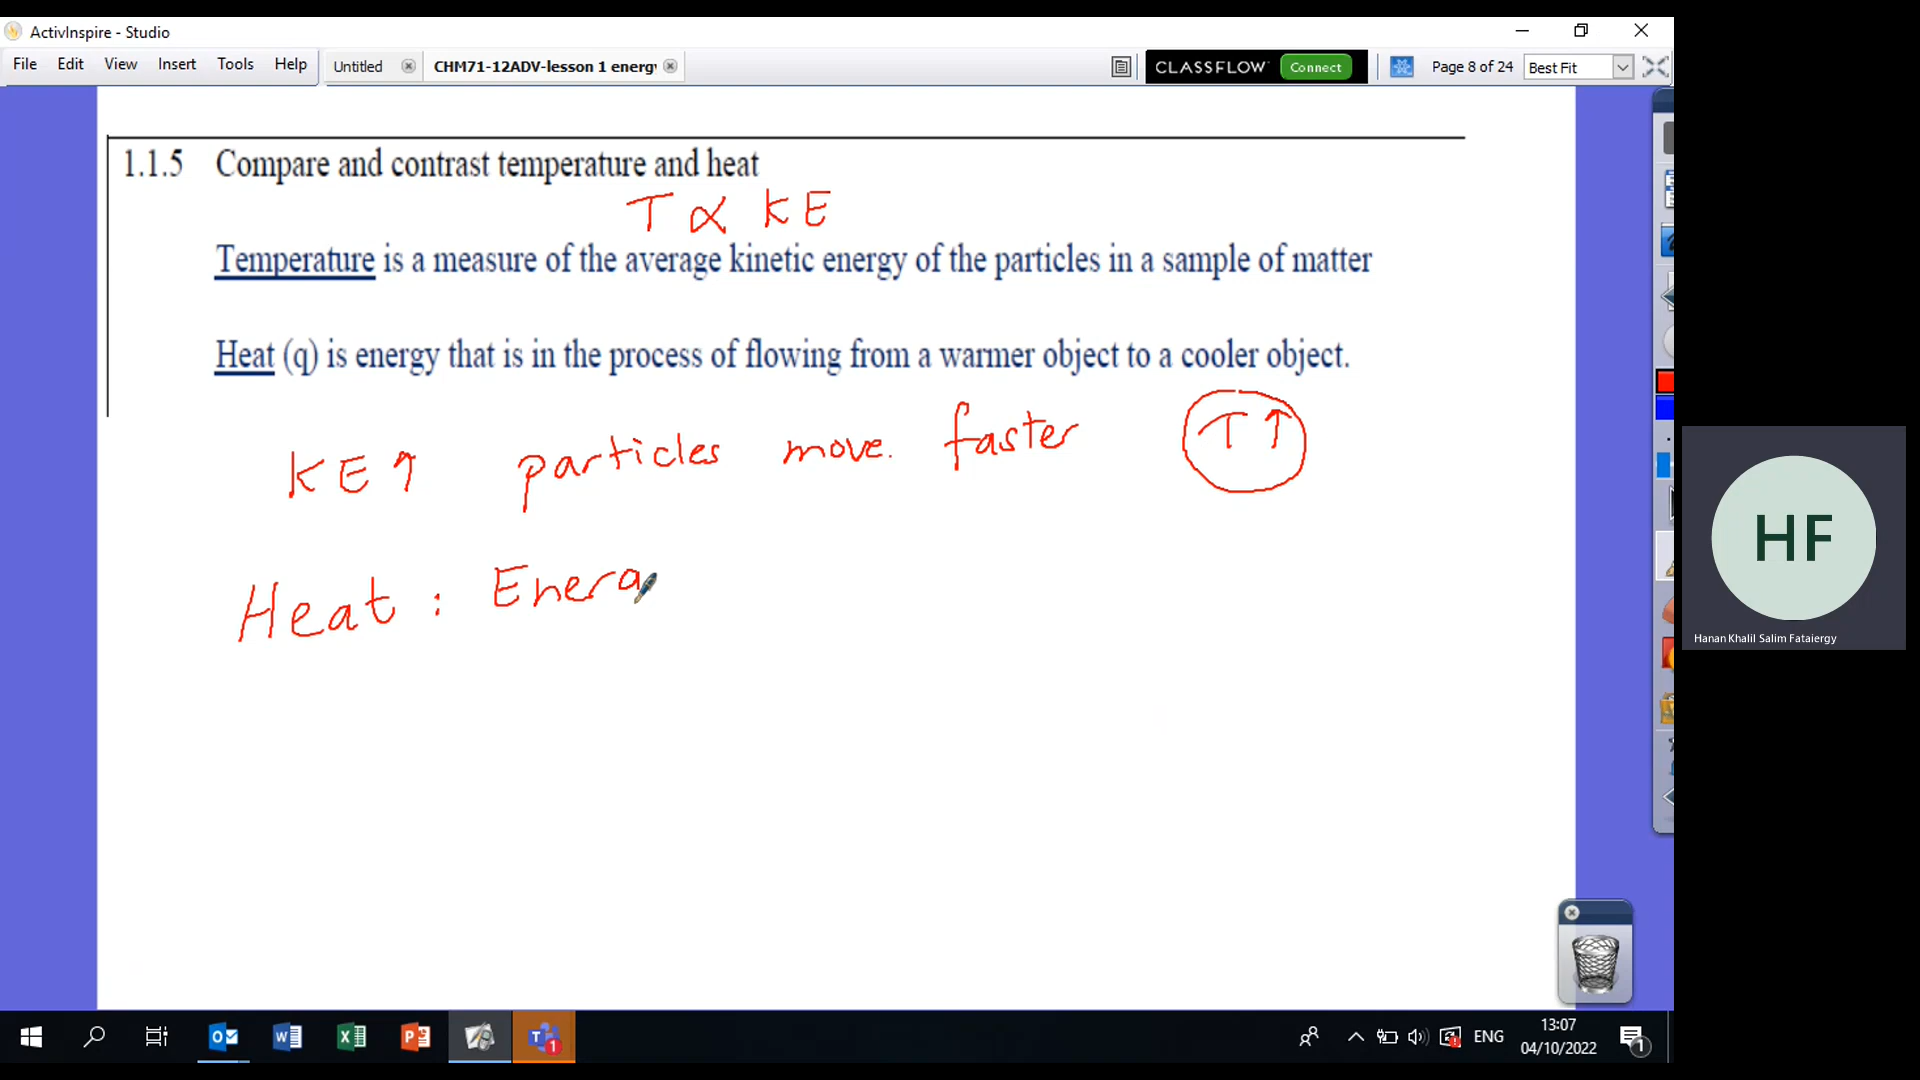 ActivInspire - Studio
File Edit View Insert Tools Help
Untitled
CHM71-12ADV-lesson 1 energy
CLASSFLOW Connect
Page 8 of 24
Best Fit
1.1.5 Compare and contrast temperature and heat
T ∝ KE
Temperature is a measure of the average kinetic energy of the particles in a sample of matter
Heat (q) is energy that is in the process of flowing from a warmer object to a cooler object.
KE↑ particles move. faster T↑
Heat : Energ
HF
Hanan Khalil Salim Fataiergy
ENG
13:07
04/10/2022
1
1